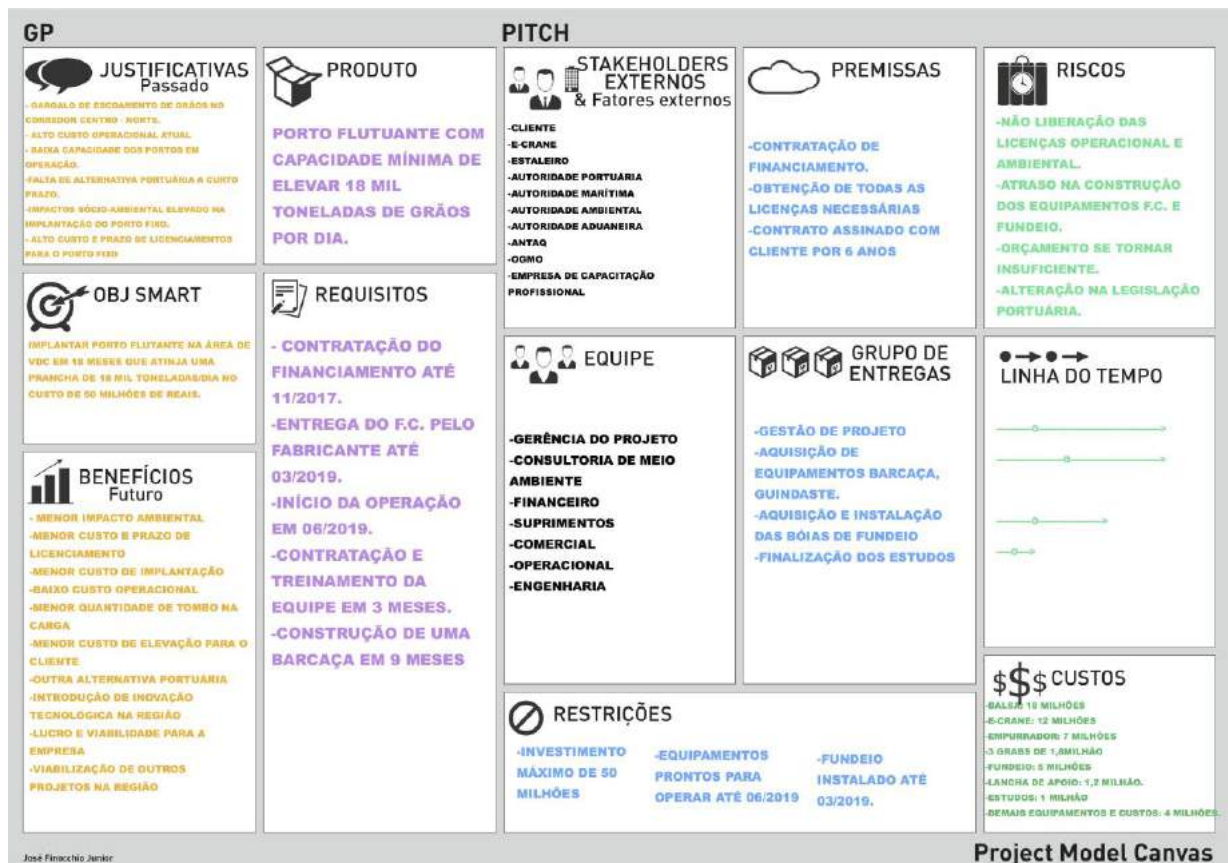 GP
JUSTIFICATIVAS
Passado
- GARGALO DE ESCOAMENTO DE GRÃOS NO
CORREDOR CENTRO - NORTE.
- ALTO CUSTO OPERACIONAL ATUAL
- BAIXA CAPACIDADE DOS PORTOS EM
OPERAÇÃO.
-FALTA DE ALTERNATIVA PORTUÁRIA A CURTO
PRAZO.
-IMPACTOS SÓCIO-AMBIENTAL ELEVADO NA
IMPLANTAÇÃO DO PORTO FIXO.
- ALTO CUSTO E PRAZO DE LICENCIAMENTOS
PARA O PORTO FIXO
OBJ SMART
IMPLANTAR PORTO FLUTANTE NA ÁREA DE
VDC EM 18 MESES QUE ATINJA UMA
PRANCHA DE 18 MIL TONELADAS/DIA NO
CUSTO DE 50 MILHÕES DE REAIS.
BENEFÍCIOS
Futuro
- MENOR IMPACTO AMBIENTAL
-MENOR CUSTO E PRAZO DE
LICENCIAMENTO
-MENOR CUSTO DE IMPLANTAÇÃO
-BAIXO CUSTO OPERACIONAL
-MENOR QUANTIDADE DE TOMBO NA
CARGA
-MENOR CUSTO DE ELEVAÇÃO PARA O
CLIENTE
-OUTRA ALTERNATIVA PORTUÁRIA
-INTRODUÇÃO DE INOVAÇÃO
TECNOLÓGICA NA REGIÃO
-LUCRO E VIABILIDADE PARA A
EMPRESA
-VIABILIZAÇÃO DE OUTROS
PROJETOS NA REGIÃO
PRODUTO
PORTO FLUTUANTE COM
CAPACIDADE MÍNIMA DE
ELEVAR 18 MIL
TONELADAS DE GRÃOS
POR DIA.
REQUISITOS
- CONTRATAÇÃO DO
FINANCIAMENTO ATÉ
11/2017.
-ENTREGA DO F.C. PELO
FABRICANTE ATÉ
03/2019.
-INÍCIO DA OPERAÇÃO
EM 06/2019.
-CONTRATAÇÃO E
TREINAMENTO DA
EQUIPE EM 3 MESES.
-CONSTRUÇÃO DE UMA
BARCAÇA EM 9 MESES
PITCH
STAKEHOLDERS
EXTERNOS
& Fatores externos
-CLIENTE
-E-CRANE
-ESTALEIRO
-AUTORIDADE PORTUÁRIA
-AUTORIDADE MARÍTIMA
-AUTORIDADE AMBIENTAL
-AUTORIDADE ADUANEIRA
-ANTAQ
-OGMO
-EMPRESA DE CAPACITAÇÃO
PROFISSIONAL
EQUIPE
-GERÊNCIA DO PROJETO
-CONSULTORIA DE MEIO
AMBIENTE
-FINANCEIRO
-SUPRIMENTOS
-COMERCIAL
-OPERACIONAL
-ENGENHARIA
PREMISSAS
-CONTRATAÇÃO DE
FINANCIAMENTO.
-OBTENÇÃO DE TODAS AS
LICENÇAS NECESSÁRIAS
-CONTRATO ASSINADO COM
CLIENTE POR 6 ANOS
GRUPO DE
ENTREGAS
-GESTÃO DE PROJETO
-AQUISIÇÃO DE
EQUIPAMENTOS BARCAÇA,
GUINDASTE.
-AQUISIÇÃO E INSTALAÇÃO
DAS BÓIAS DE FUNDEIO
-FINALIZAÇÃO DOS ESTUDOS
RESTRIÇÕES
-INVESTIMENTO
MÁXIMO DE 50
MILHÕES
-EQUIPAMENTOS
PRONTOS PARA
OPERAR ATÉ 06/2019
-FUNDEIO
INSTALADO ATÉ
03/2019.
RISCOS
-NÃO LIBERAÇÃO DAS
LICENÇAS OPERACIONAL E
AMBIENTAL.
-ATRASO NA CONSTRUÇÃO
DOS EQUIPAMENTOS F.C. E
FUNDEIO.
-ORÇAMENTO SE TORNAR
INSUFICIENTE.
-ALTERAÇÃO NA LEGISLAÇÃO
PORTUÁRIA.
LINHA DO TEMPO
$$$ CUSTOS
-BALSA: 18 MILHÕES
-E-CRANE: 12 MILHÕES
-EMPURRADOR: 7 MILHÕES
-3 GRABS DE 1,8MILHÃO
-FUNDEIO: 5 MILHÕES
-LANCHA DE APOIO: 1,2 MILHÃO.
-ESTUDOS: 1 MILHÃO
-DEMAIS EQUIPAMENTOS E CUSTOS: 4 MILHÕES.
José Finocchio Junior
Project Model Canvas